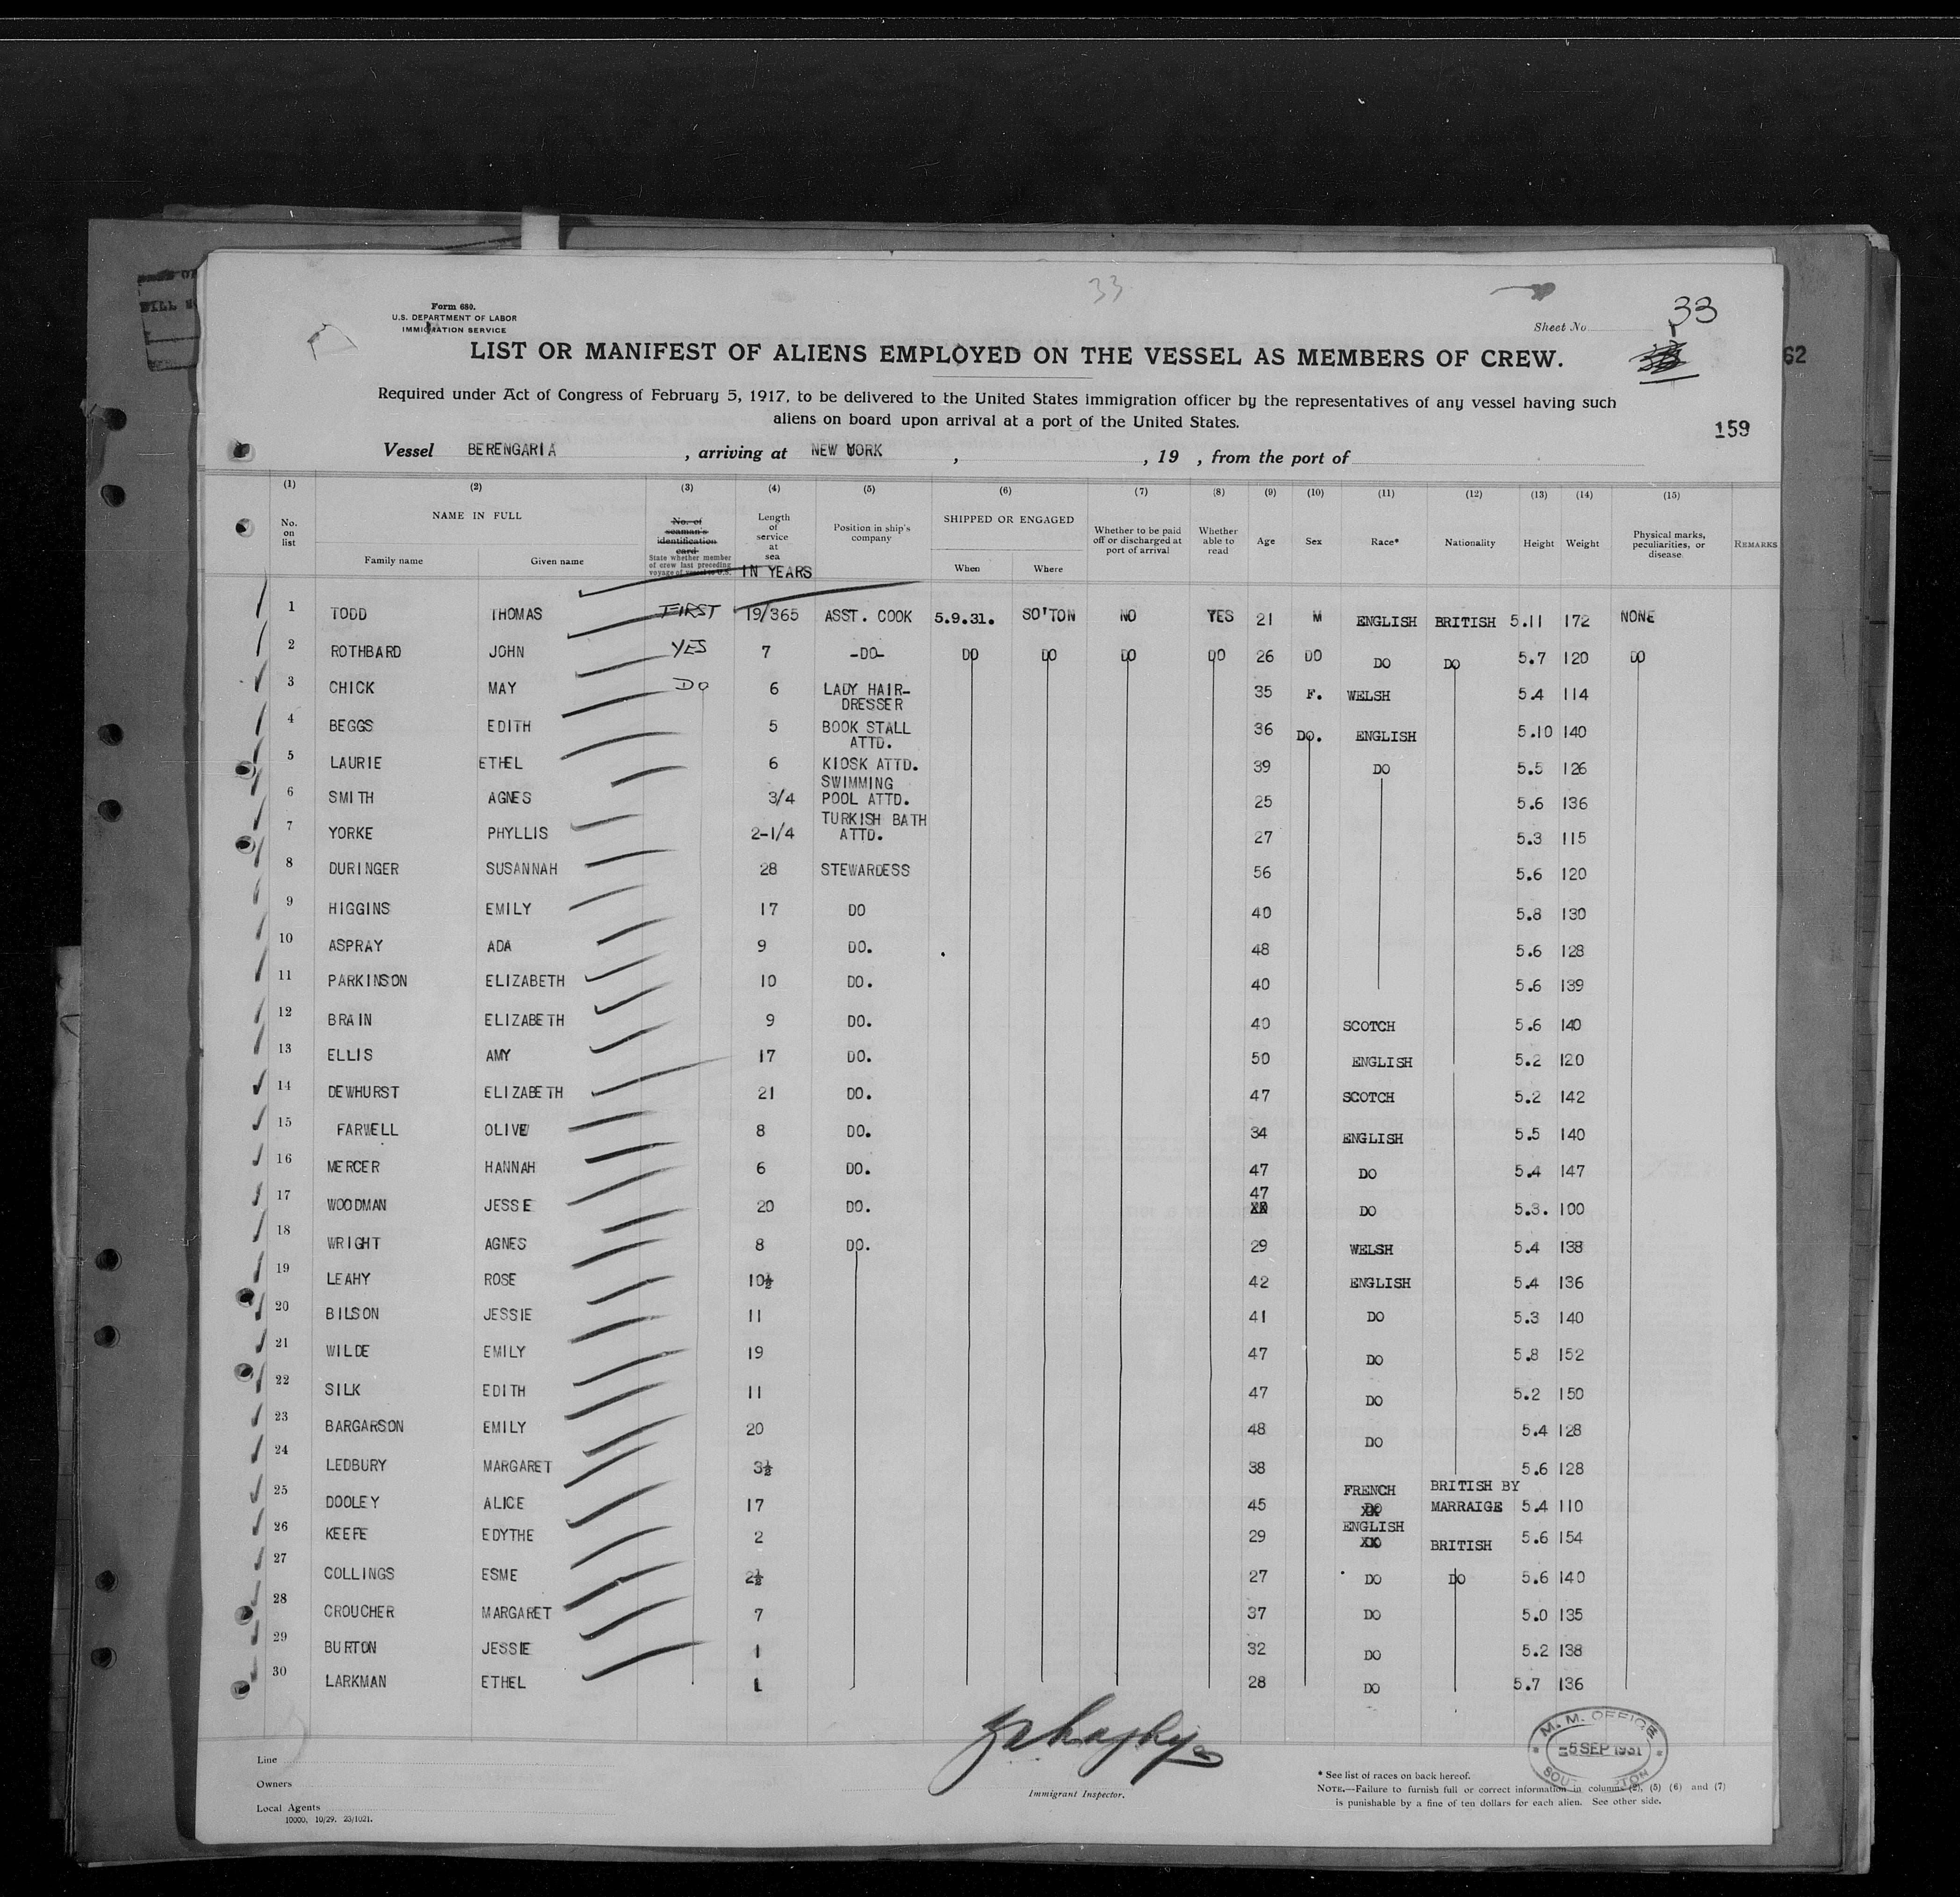 33
Form 680.
U.S. DEPARTMENT OF LABOR
IMMIGRATION SERVICE
Sheet No. 33
LIST OR MANIFEST OF ALIENS EMPLOYED ON THE VESSEL AS MEMBERS OF CREW.
62
Required under Act of Congress of February 5, 1917, to be delivered to the United States immigration officer by the representatives of any vessel having such
aliens on board upon arrival at a port of the United States.
159
Vessel BERENGARIA , arriving at NEW YORK , , 19 , from the port of
(1) (2) (3) (4) (5) (6) (7) (8) (9) (10) (11) (12) (13) (14) (15)
No. on list NAME IN FULL Family name Given name No. of seaman's identification card State whether member of crew last preceding voyage of vessel to U.S. Length of service at sea IN YEARS Position in ship's company SHIPPED OR ENGAGED When Where Whether to be paid off or discharged at port of arrival Whether able to read Age Sex Race* Nationality Height Weight Physical marks, peculiarities, or disease. REMARKS
1 TODD THOMAS FIRST 19/365 ASST. COOK 5.9.31. SO'TON NO YES 21 M ENGLISH BRITISH 5.11 172 NONE
2 ROTHBARD JOHN YES 7 -DO- DO DO DO DO 26 DO DO DO 5.7 120 DO
3 CHICK MAY Do 6 LADY HAIR-DRESSER 35 F. WELSH 5.4 114
4 BEGGS EDITH 5 BOOK STALL ATTD. 36 DO. ENGLISH 5.10 140
5 LAURIE ETHEL 6 KIOSK ATTD. 39 DO 5.5 126
6 SMITH AGNES 3/4 SWIMMING POOL ATTD. 25 5.6 136
7 YORKE PHYLLIS 2-1/4 TURKISH BATH ATTD. 27 5.3 115
8 DURINGER SUSANNAH 28 STEWARDESS 56 5.6 120
9 HIGGINS EMILY 17 DO 40 5.8 130
10 ASPRAY ADA 9 DO. 48 5.6 128
11 PARKINSON ELIZABETH 10 DO. 40 5.6 139
12 BRAIN ELIZABETH 9 DO. 40 SCOTCH 5.6 140
13 ELLIS AMY 17 DO. 50 ENGLISH 5.2 120
14 DEWHURST ELIZABETH 21 DO. 47 SCOTCH 5.2 142
15 FARWELL OLIVE 8 DO. 34 ENGLISH 5.5 140
16 MERCER HANNAH 6 DO. 47 DO 5.4 147
17 WOODMAN JESSE 20 DO. 47 DO 5.3. 100
18 WRIGHT AGNES 8 DO. 29 WELSH 5.4 138
19 LEAHY ROSE 10½ 42 ENGLISH 5.4 136
20 BILSON JESSIE 11 41 DO 5.3 140
21 WILDE EMILY 19 47 DO 5.8 152
22 SILK EDITH 11 47 DO 5.2 150
23 BARGARSON EMILY 20 48 DO 5.4 128
24 LEDBURY MARGARET 3½ 38 5.6 128
25 DOOLEY ALICE 17 45 FRENCH BRITISH BY MARRAIGE 5.4 110
26 KEEFE EDYTHE 2 29 ENGLISH BRITISH 5.6 154
27 COLLINGS ESME 2½ 27 DO DO 5.6 140
28 CROUCHER MARGARET 7 37 DO 5.0 135
29 BURTON JESSIE 1 32 DO 5.2 138
30 LARKMAN ETHEL 1 28 DO 5.7 136
Line
Owners
Local Agents
10000, 10/29. 23/1021.
Immigrant Inspector.
M. M. OFFICE
5 SEP 1931
* See list of races on back hereof.
NOTE.—Failure to furnish full or correct information in columns (2), (5) (6) and (7)
is punishable by a fine of ten dollars for each alien. See other side.